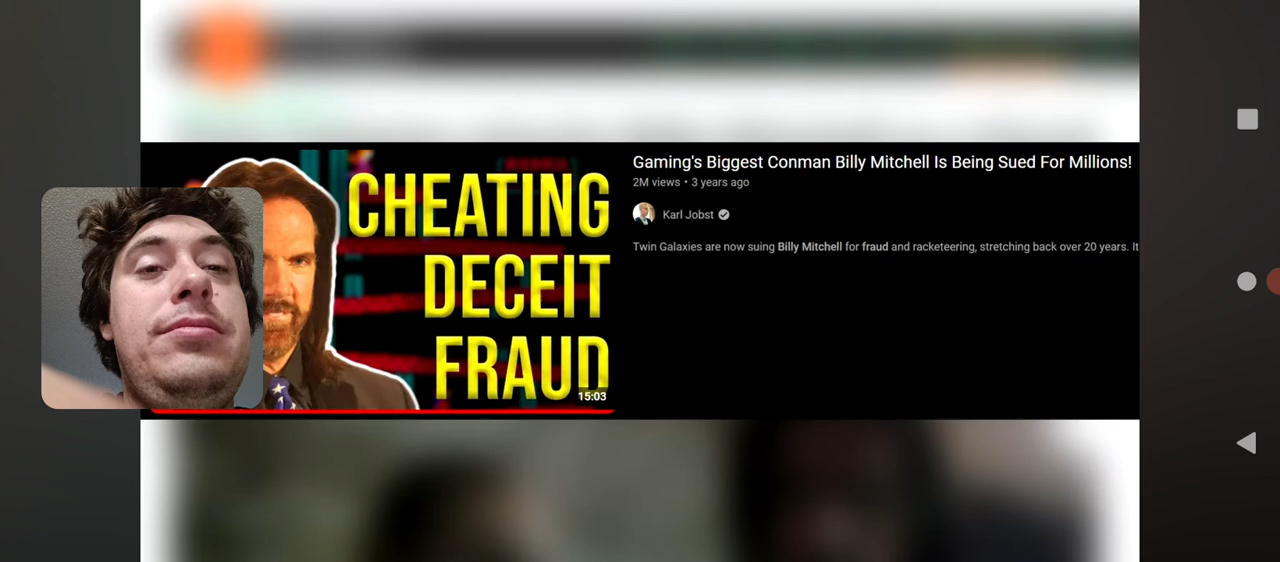 CHEATING
DECEIT
FRAUD
15:03
Gaming's Biggest Conman Billy Mitchell Is Being Sued For Millions!
2M views • 3 years ago
Karl Jobst
Twin Galaxies are now suing Billy Mitchell for fraud and racketeering, stretching back over 20 years. It